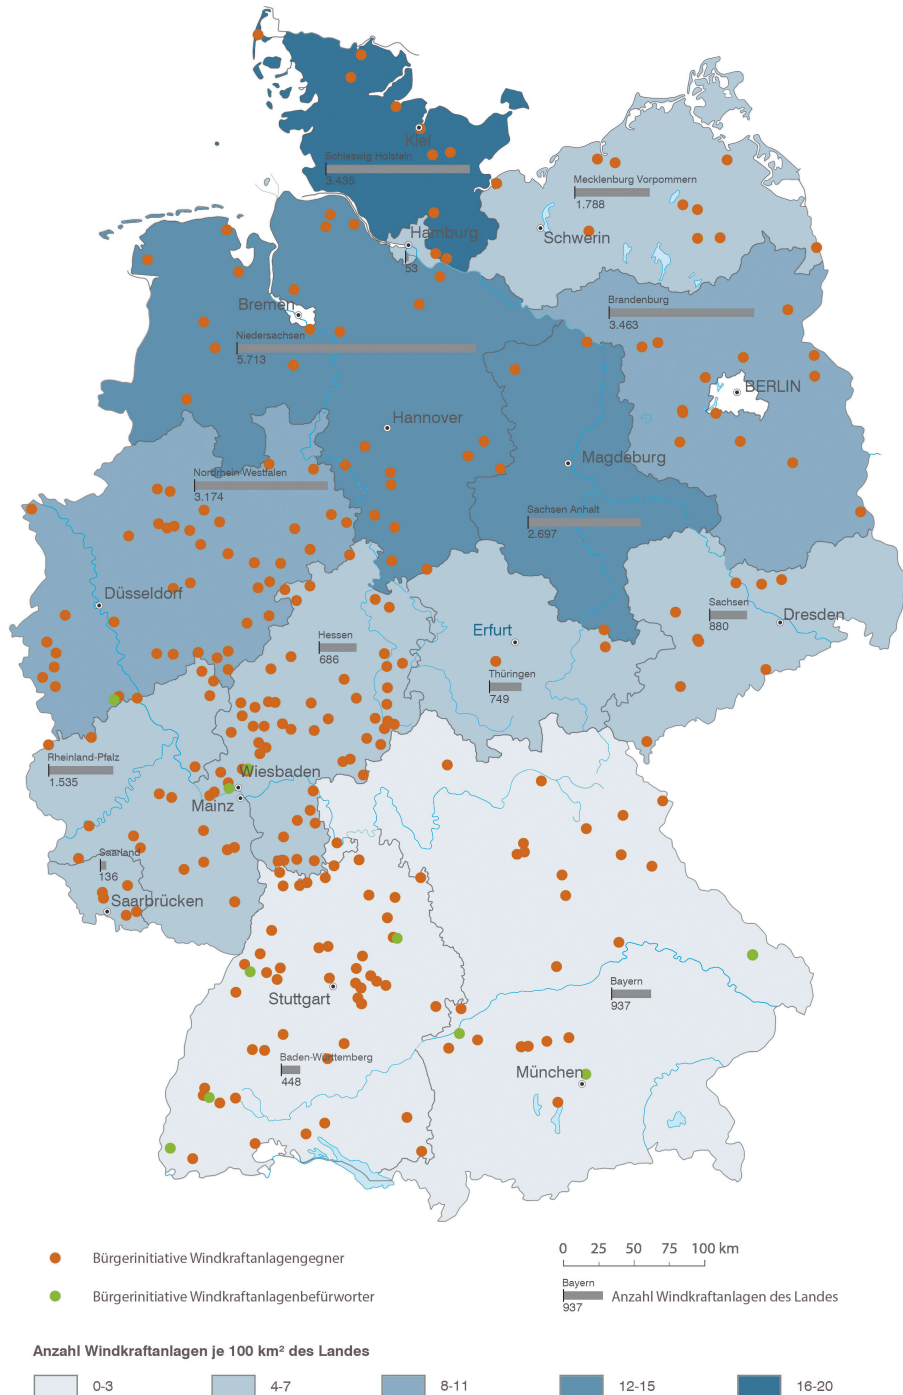 Kiel
Schleswig Holstein
3.435
Mecklenburg Vorpommern
1.788
Hamburg
53
Schwerin
Bremen
Brandenburg
3.463
Niedersachsen
5.713
BERLIN
Hannover
Magdeburg
Nordrhein-Westfalen
3.174
Sachsen Anhalt
2.697
Düsseldorf
Sachsen
880
Dresden
Erfurt
Hessen
686
Thüringen
749
Rheinland-Pfalz
1.535
Wiesbaden
Mainz
Saarland
136
Saarbrücken
Stuttgart
Bayern
937
Baden-Württemberg
448
München
Bürgerinitiative Windkraftanlagengegner
0 25 50 75 100 km
Bürgerinitiative Windkraftanlagenbefürworter
Bayern
937
Anzahl Windkraftanlagen des Landes
Anzahl Windkraftanlagen je 100 km² des Landes
0-3 4-7 8-11 12-15 16-20